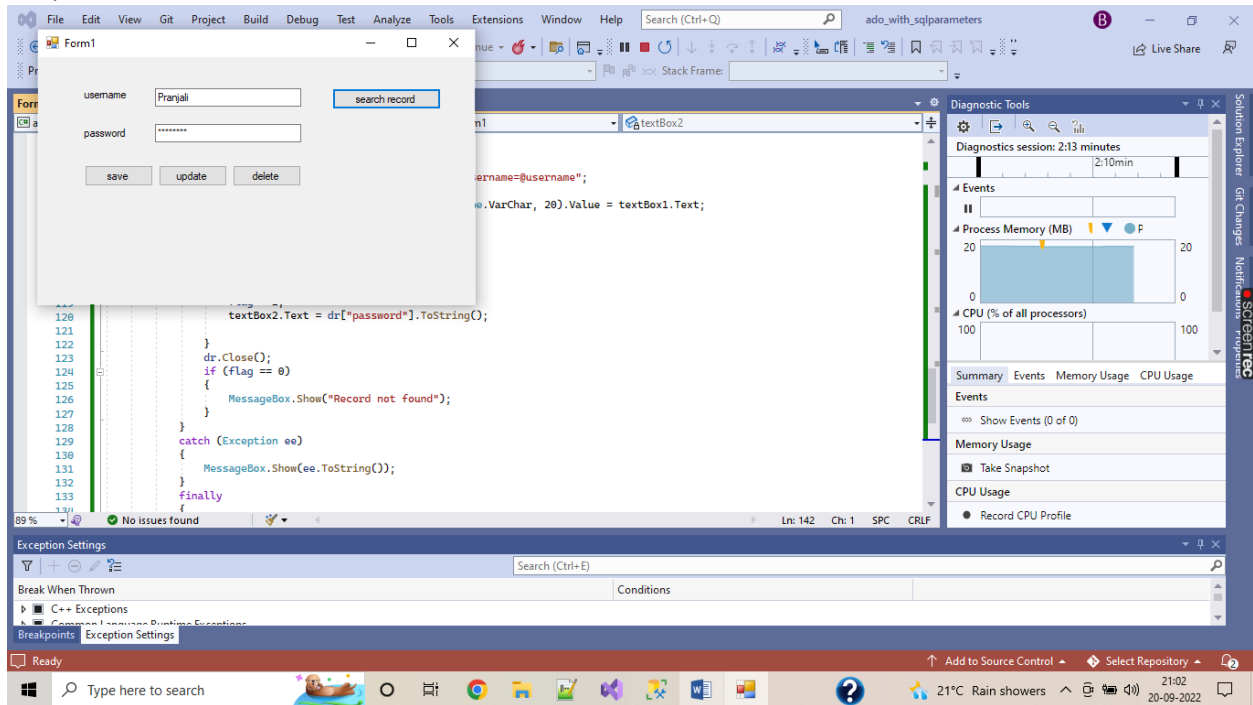 File Edit View Git Project Build Debug Test Analyze Tools Extensions Window Help Search (Ctrl+Q) ado_with_sqlparameters B
Form1
Live Share
Stack Frame:
username Pranjali search record
password ********
save update delete
textBox2
ername=@username";
e.VarChar, 20).Value = textBox1.Text;
120 textBox2.Text = dr["password"].ToString();
121
122 }
123 dr.Close();
124 if (flag == 0)
125 {
126 MessageBox.Show("Record not found");
127 }
128 }
129 catch (Exception ee)
130 {
131 MessageBox.Show(ee.ToString());
132 }
133 finally
134 {
89 % No issues found Ln: 142 Ch: 1 SPC CRLF
Diagnostic Tools
Diagnostics session: 2:13 minutes
2:10min
Events
Process Memory (MB) P
20 20
0 0
CPU (% of all processors)
100 100
Summary Events Memory Usage CPU Usage
Events
Show Events (0 of 0)
Memory Usage
Take Snapshot
CPU Usage
Record CPU Profile
Solution Explorer Git Changes Notifications Properties
screenrec
Exception Settings
Search (Ctrl+E)
Break When Thrown Conditions
C++ Exceptions
Common Language Runtime Exceptions
Breakpoints Exception Settings
Ready Add to Source Control Select Repository 2
Type here to search 21°C Rain showers 21:02
20-09-2022